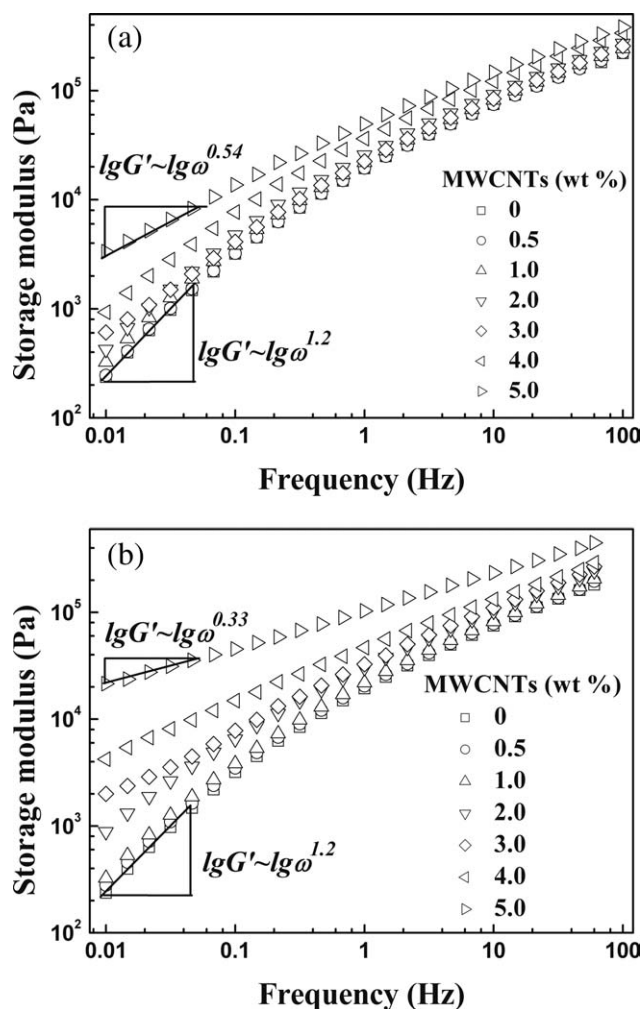 (a)
Storage modulus (Pa)
10^5
10^4
10^3
10^2
lgG'~lgω^0.54
lgG'~lgω^1.2
MWCNTs (wt %)
0
0.5
1.0
2.0
3.0
4.0
5.0
0.01 0.1 1 10 100
Frequency (Hz)
(b)
Storage modulus (Pa)
10^5
10^4
10^3
10^2
lgG'~lgω^0.33
lgG'~lgω^1.2
MWCNTs (wt %)
0
0.5
1.0
2.0
3.0
4.0
5.0
0.01 0.1 1 10 100
Frequency (Hz)